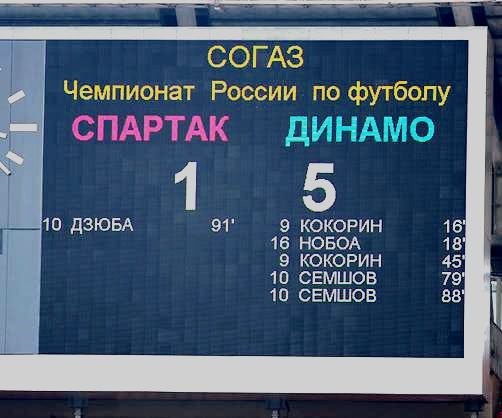 СОГАЗ
Чемпионат России по футболу
СПАРТАК ДИНАМО
1 5
10 ДЗЮБА 91' 9 КОКОРИН 16'
16 НОБОА 18'
9 КОКОРИН 45'
10 СЕМШОВ 79'
10 СЕМШОВ 88'